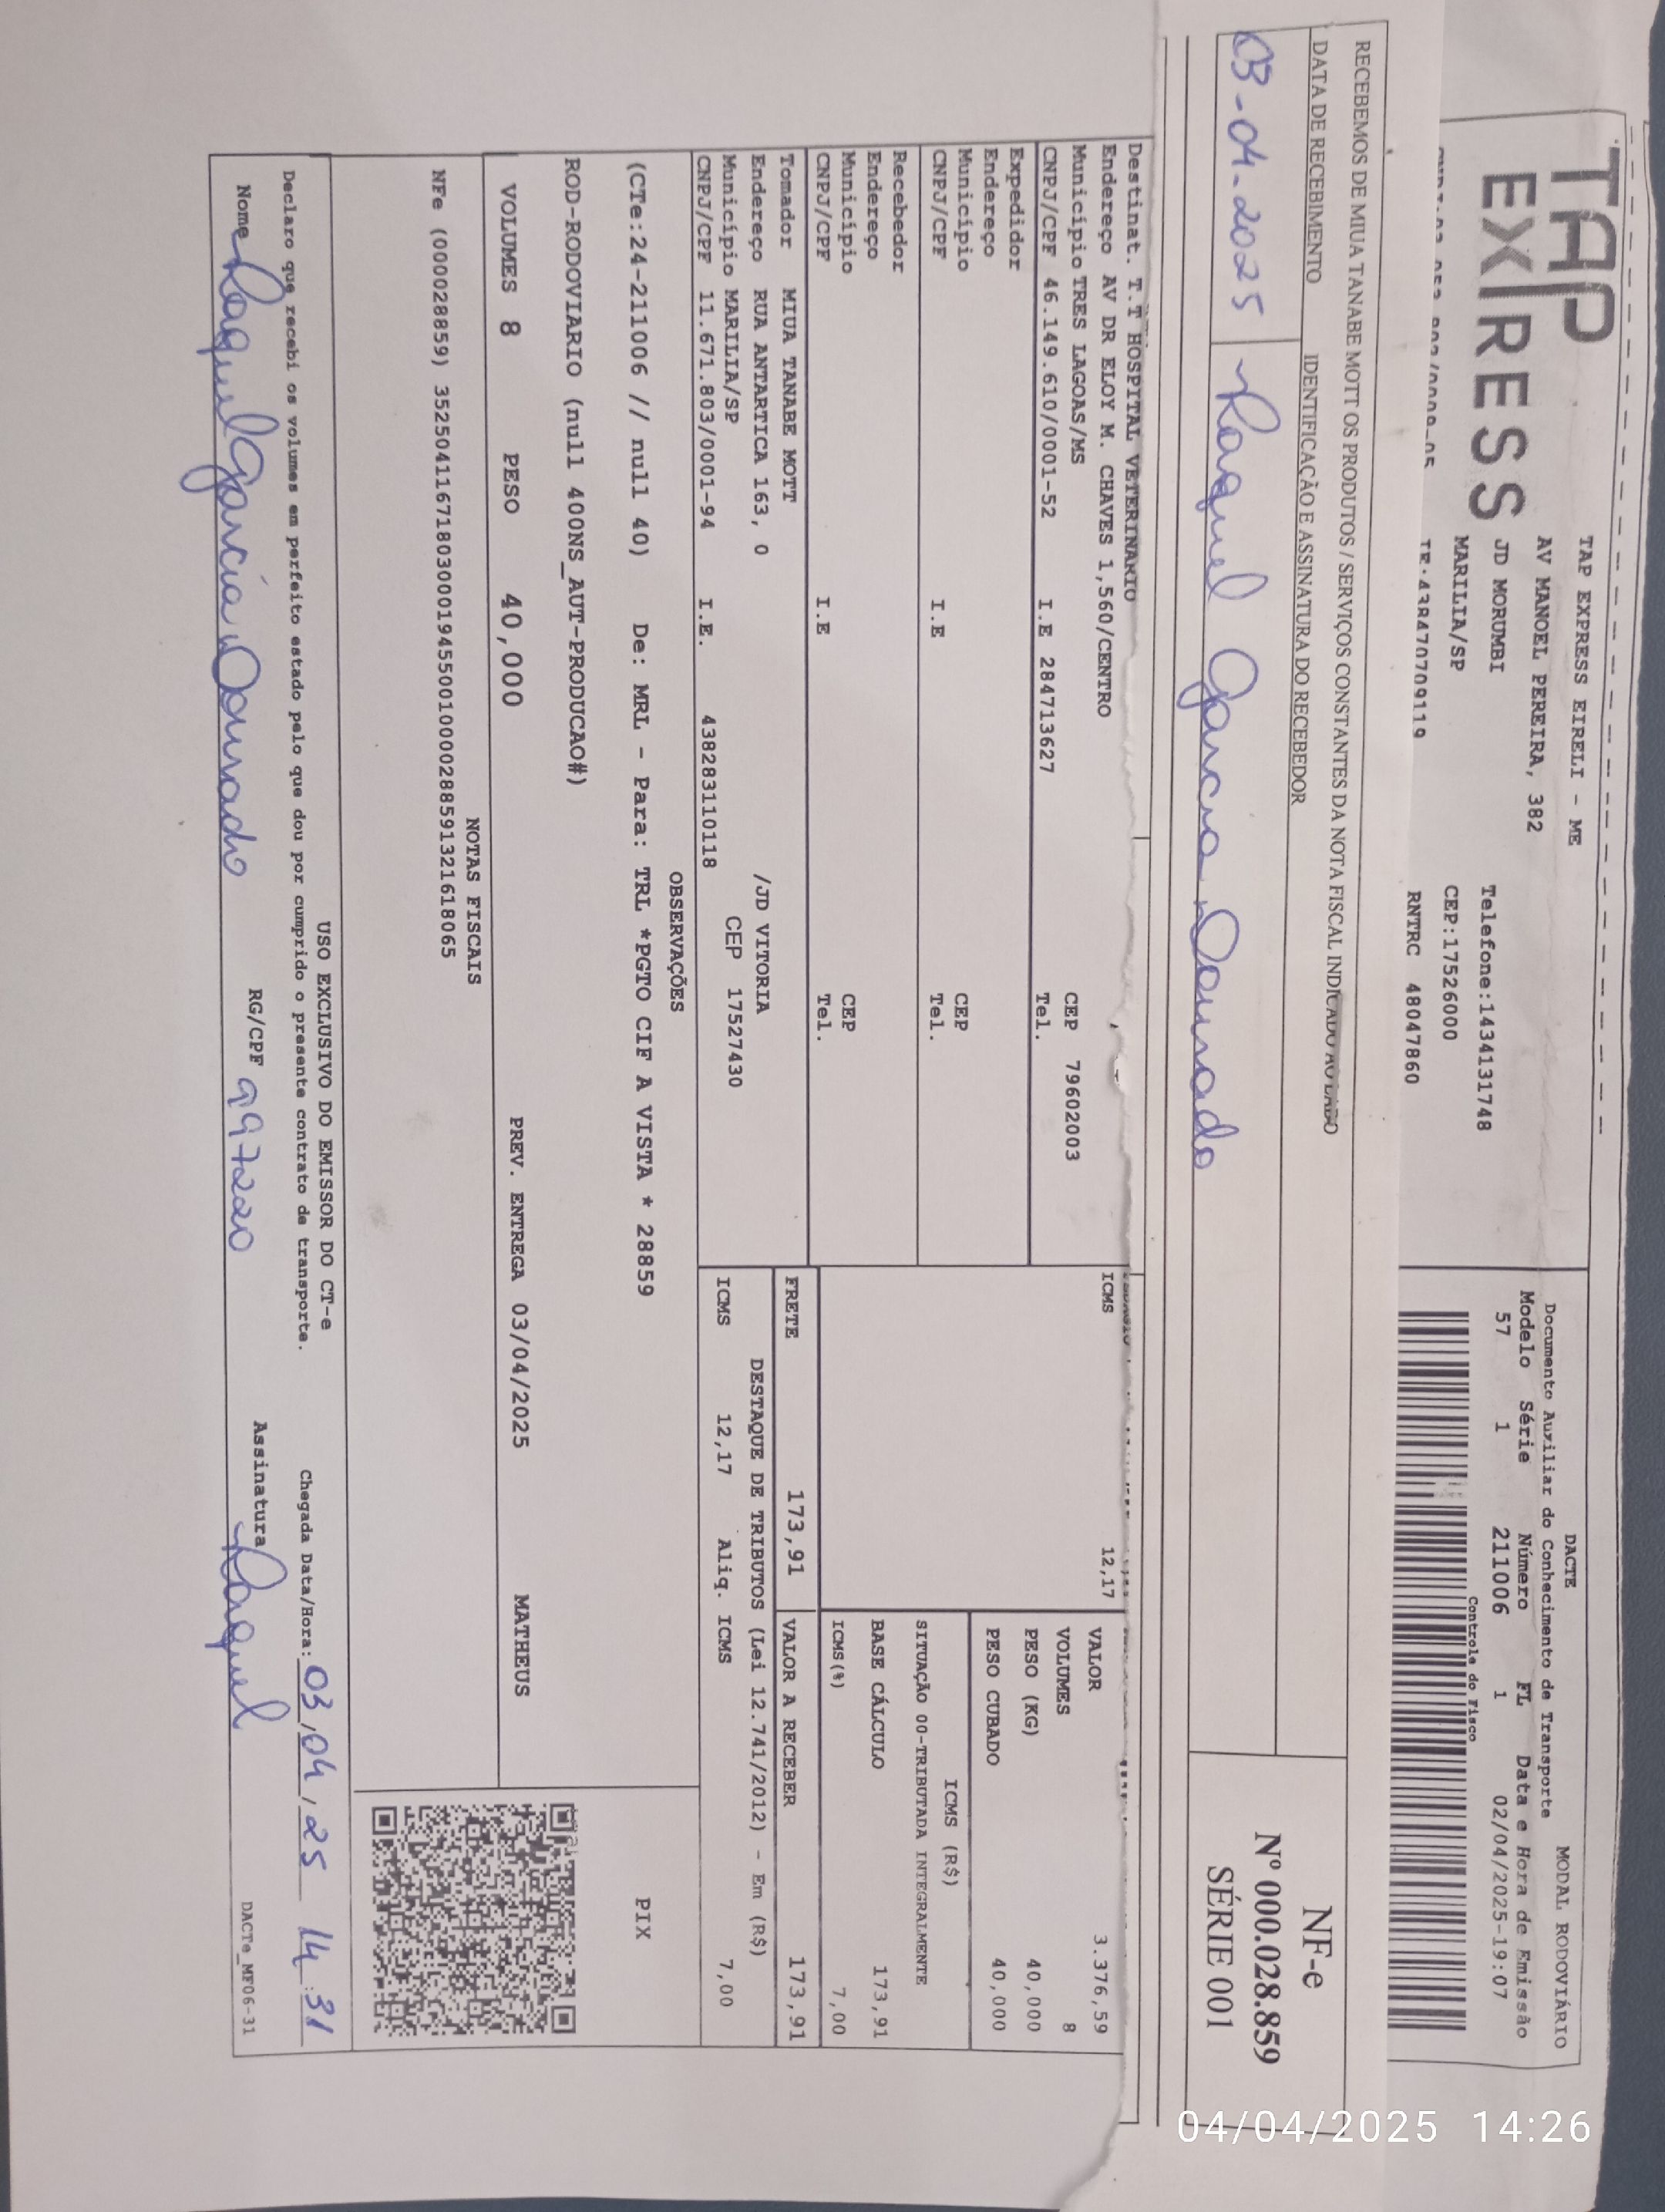 TAP
EXPRESS
TAP EXPRESS EIRELI - ME
AV MANOEL PEREIRA, 382
JD MORUMBI
MARILIA/SP
Telefone:1434131748
CEP:17526000
IE:438470709119
RNTRC 48047860
DACTE
MODAL RODOVIÁRIO
Documento Auxiliar do Conhecimento de Transporte
Modelo Série Número FL Data e Hora de Emissão
57 1 211006 1 02/04/2025-19:07
Controle do Fisco
RECEBEMOS DE MIUA TANABE MOTT OS PRODUTOS / SERVIÇOS CONSTANTES DA NOTA FISCAL INDICADO AO LADO
DATA DE RECEBIMENTO
IDENTIFICAÇÃO E ASSINATURA DO RECEBEDOR
03-04-2025 Raquel Garcia Dourado
NF-e
Nº 000.028.859
SÉRIE 001
Destinat. T.T HOSPITAL VETERINARIO
Endereço AV DR ELOY M. CHAVES 1,560/CENTRO
Município TRES LAGOAS/MS CEP 79602003
CNPJ/CPF 46.149.610/0001-52 I.E 284713627 Tel.
Expedidor
Endereço
Município CEP
CNPJ/CPF I.E Tel.
Recebedor
Endereço
Município CEP
CNPJ/CPF I.E Tel.
Tomador MIUA TANABE MOTT
Endereço RUA ANTARTICA 163, 0 /JD VITORIA
Município MARILIA/SP CEP 17527430
CNPJ/CPF 11.671.803/0001-94 I.E. 438283110118
ICMS 12,17
VALOR 3.376,59
VOLUMES 8
PESO (KG) 40,000
PESO CUBADO 40,000
ICMS (R$)
SITUAÇÃO 00-TRIBUTADA INTEGRALMENTE
BASE CÁLCULO 173,91
ICMS(%) 7,00
FRETE 173,91 VALOR A RECEBER 173,91
DESTAQUE DE TRIBUTOS (Lei 12.741/2012) - Em (R$)
ICMS 12,17 Aliq. ICMS 7,00
OBSERVAÇÕES
(CTe:24-211006 // null 40) De: MRL - Para: TRL *PGTO CIF A VISTA * 28859
ROD-RODOVIARIO (null 400NS_AUT-PRODUCAO#)
PIX
VOLUMES 8 PESO 40,000 PREV. ENTREGA 03/04/2025 MATHEUS
NOTAS FISCAIS
NFe (000028859) 35250411671803000194550010000288591321618065
USO EXCLUSIVO DO EMISSOR DO CT-e
Declaro que recebi os volumes em perfeito estado pelo que dou por cumprido o presente contrato de transporte.
Chegada Data/Hora: 03/04/25 14:31
Nome Raquel Garcia Dourado RG/CPF 997220 Assinatura Raquel
DACTe_MF06-31
04/04/2025 14:26